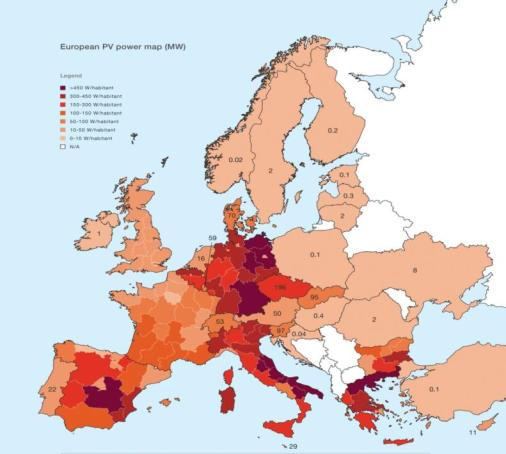 European PV power map (MW)
Legend
>450 W/habitant
300-450 W/habitant
150-300 W/habitant
100-150 W/habitant
50-100 W/habitant
10-50 W/habitant
0-10 W/habitant
N/A
0.02
2
0.2
0.1
0.3
2
70
59
1
16
0.1
8
196
95
50
0.4
2
53
97
0.04
22
0.1
11
29